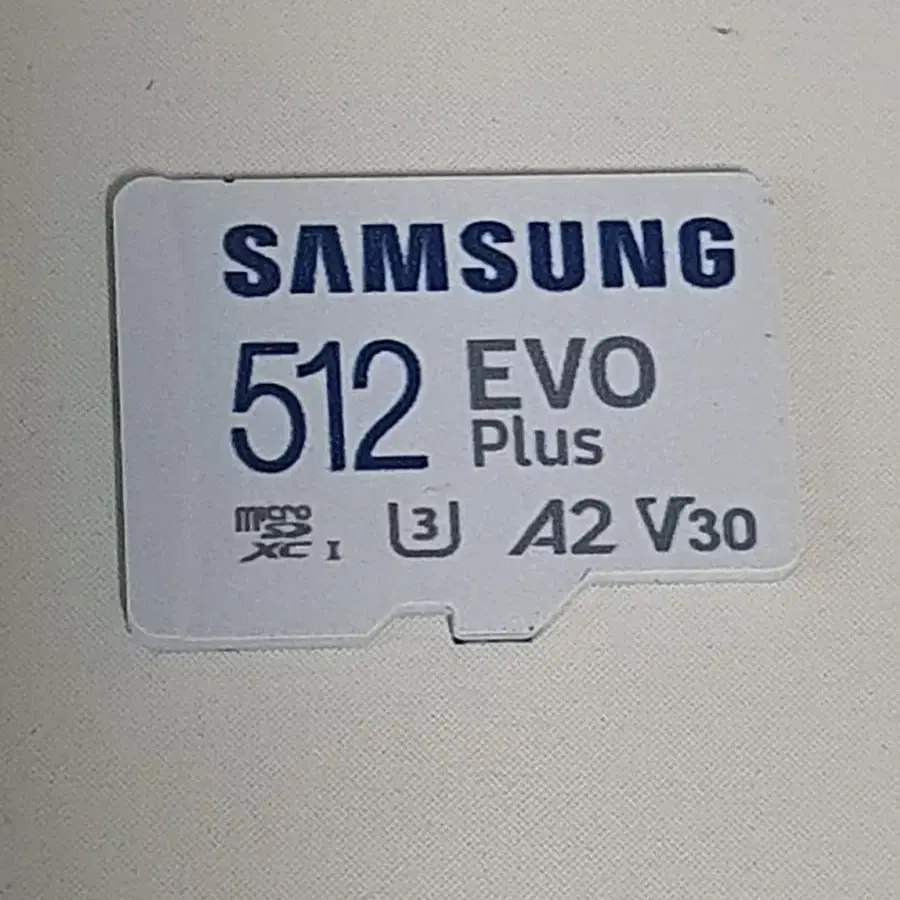 SAMSUNG
512 EVO Plus
micro SD XC I U3 A2 V30